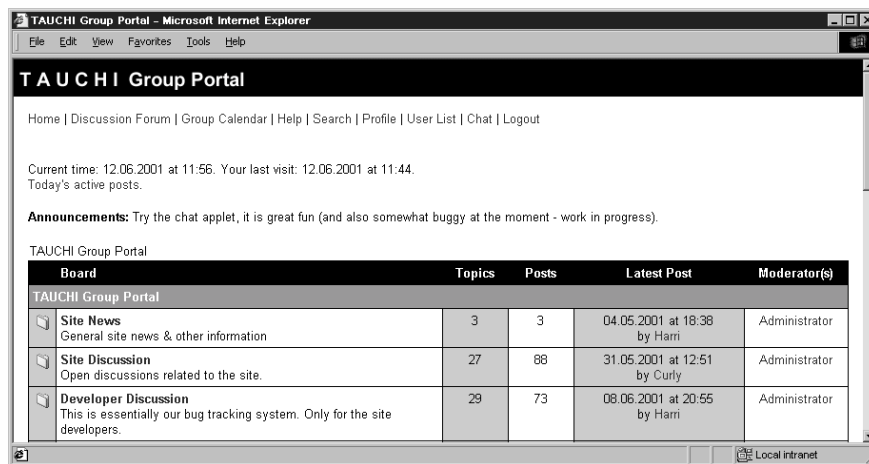 TAUCHI Group Portal - Microsoft Internet Explorer
File Edit View Favorites Tools Help
TAUCHI Group Portal
Home | Discussion Forum | Group Calendar | Help | Search | Profile | User List | Chat | Logout
Current time: 12.06.2001 at 11:56. Your last visit: 12.06.2001 at 11:44.
Today's active posts.
Announcements: Try the chat applet, it is great fun (and also somewhat buggy at the moment - work in progress).
TAUCHI Group Portal
Board Topics Posts Latest Post Moderator(s)
TAUCHI Group Portal
Site News 3 3 04.05.2001 at 18:38 Administrator
General site news & other information by Harri
Site Discussion 27 88 31.05.2001 at 12:51 Administrator
Open discussions related to the site. by Curly
Developer Discussion 29 73 08.06.2001 at 20:55 Administrator
This is essentially our bug tracking system. Only for the site by Harri
developers.
Local intranet